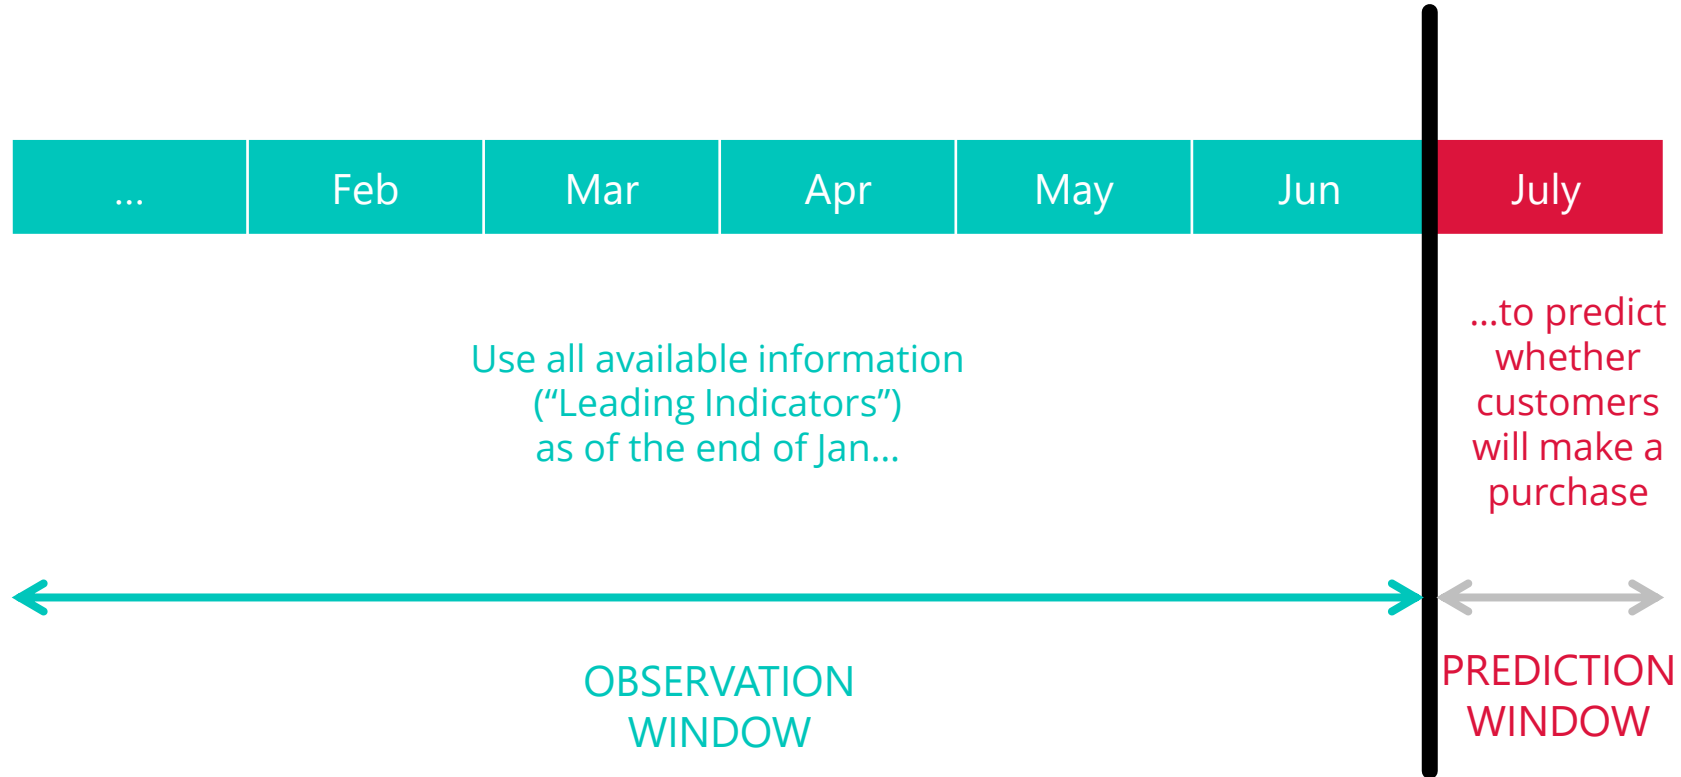 ... Feb Mar Apr May Jun July
Use all available information
(“Leading Indicators”)
as of the end of Jan...
...to predict
whether
customers
will make a
purchase
OBSERVATION
WINDOW
PREDICTION
WINDOW